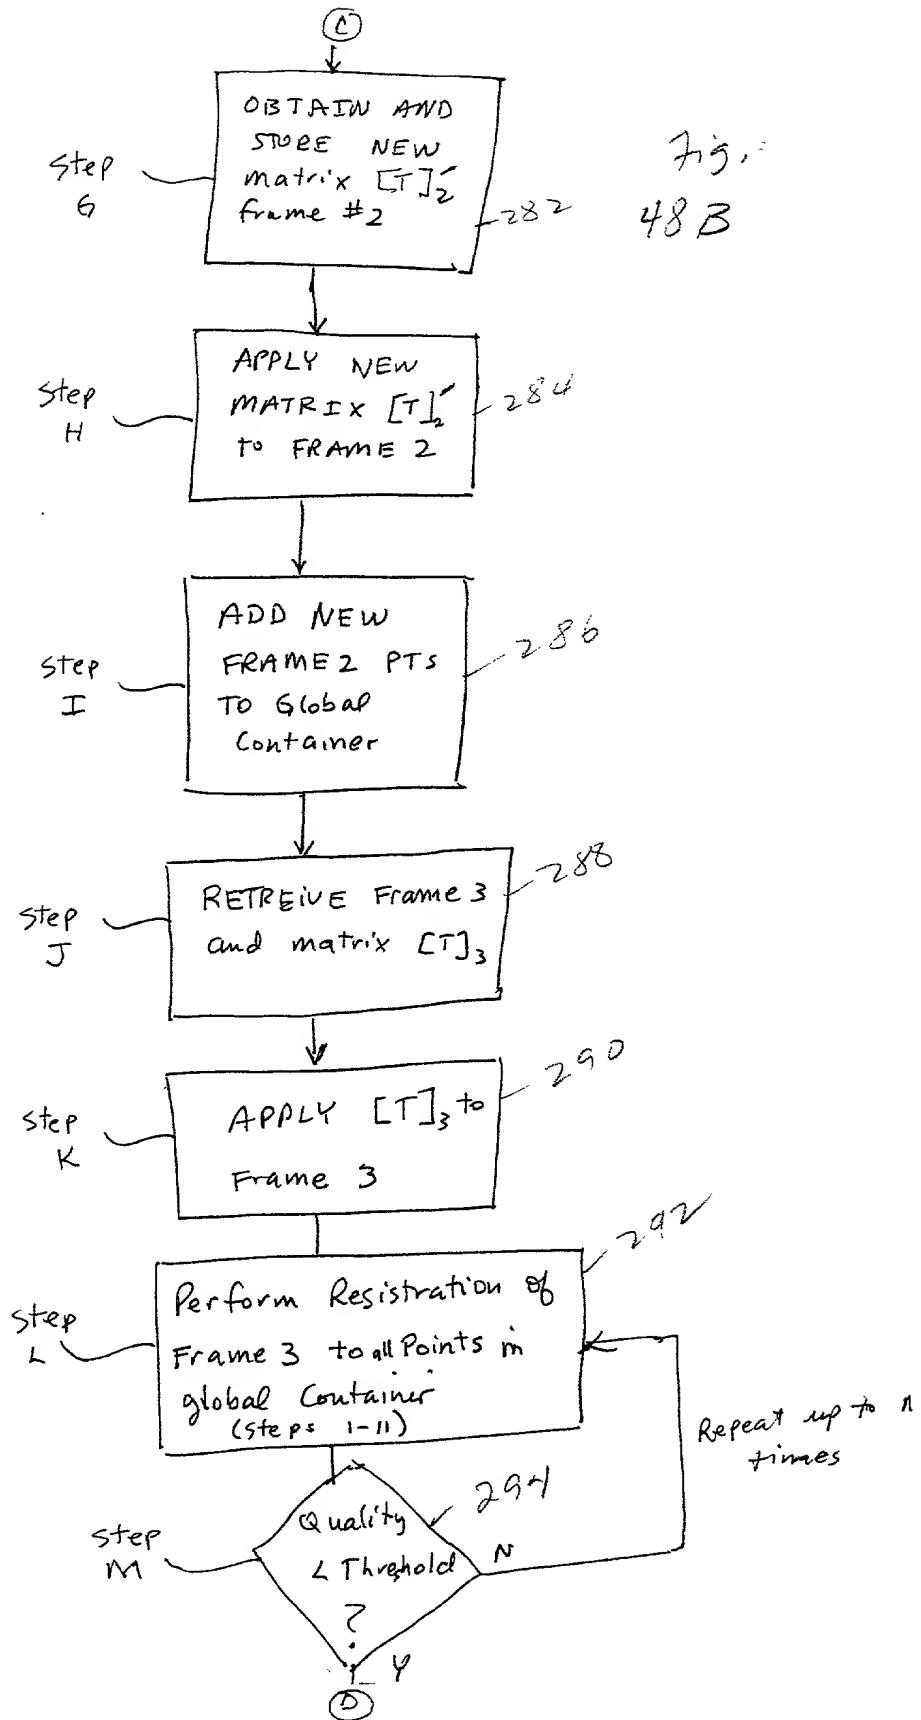 C
OBTAIN AND
STORE NEW
matrix [T]₂′
frame #2
Step
G
282
Fig.
48B
APPLY NEW
MATRIX [T]₂′
to FRAME 2
Step
H
284
ADD NEW
FRAME 2 PTS
TO Global
Container
Step
I
286
RETREIVE Frame 3
and matrix [T]₃
Step
J
288
APPLY [T]₃ to
Frame 3
Step
K
290
Perform Resistration of
Frame 3 to all Points in
global Container
(steps 1-11)
Step
L
292
Repeat up to n
times
Quality
< Threshold
?
Step
M
294
N
Y
D